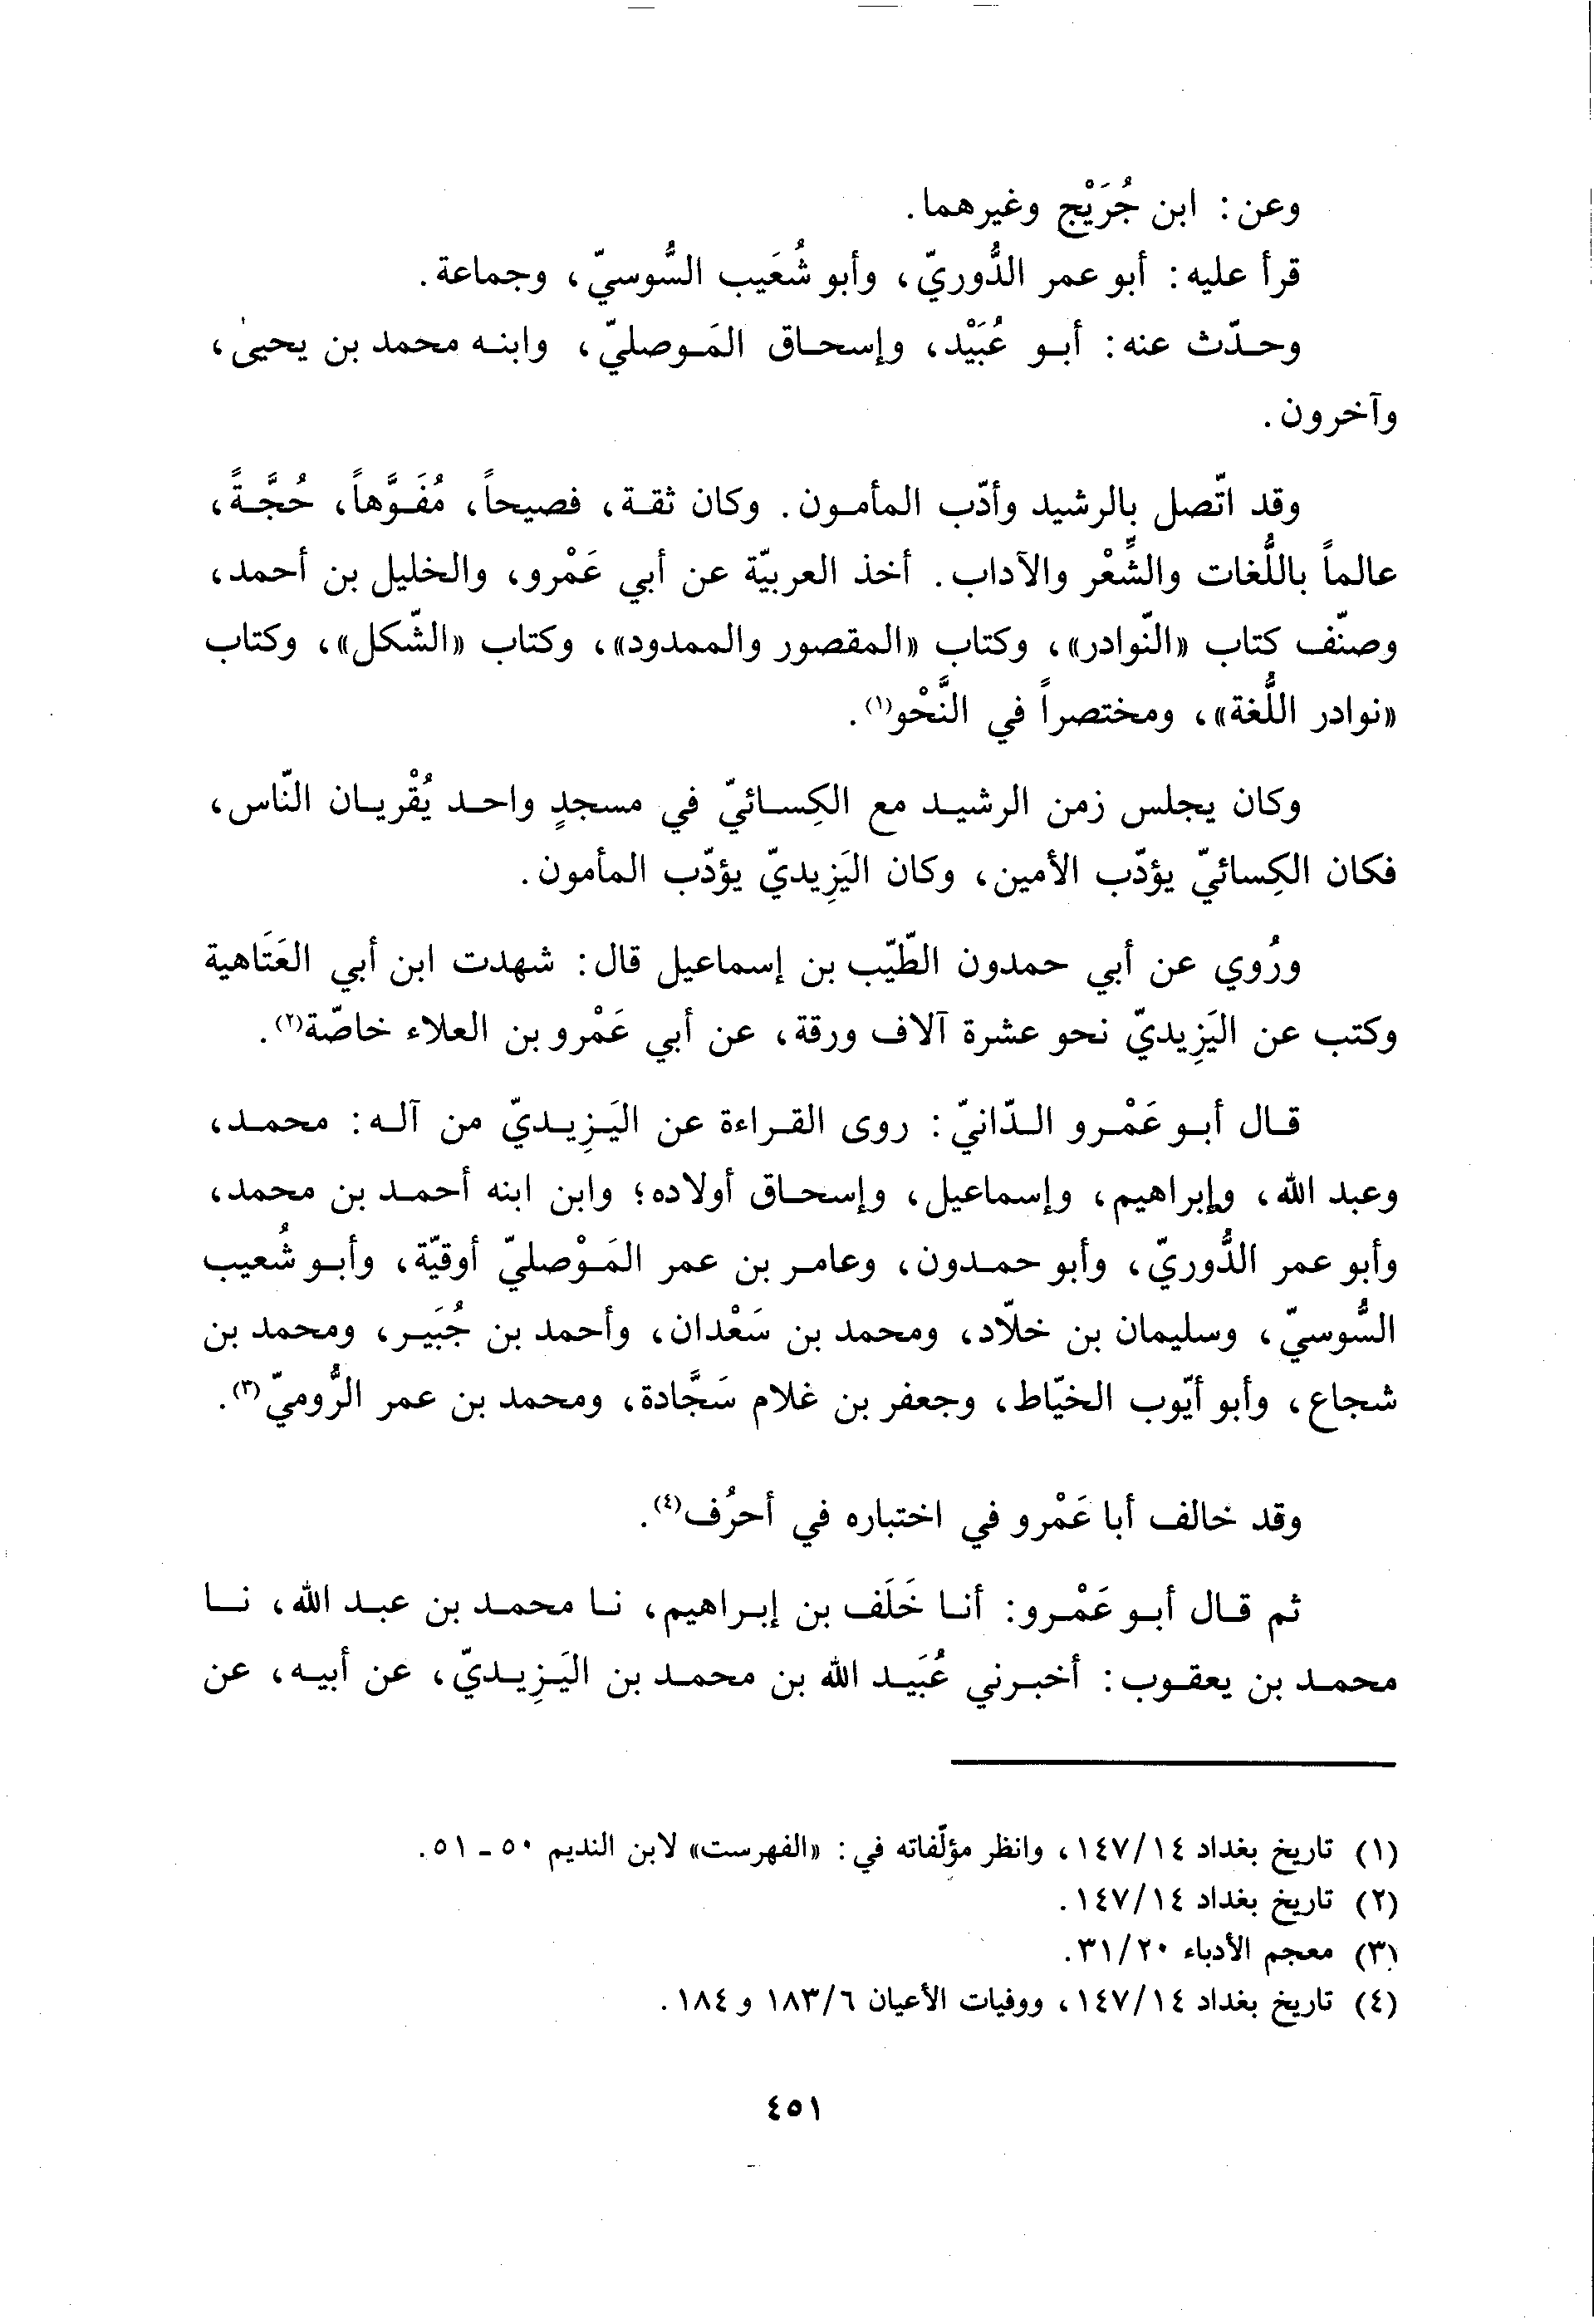 وعن: ابن جُرَيْج وغيرهما.
قرأ عليه: أبو عمر الدُّوريّ، وأبو شُعَيب السُّوسيّ، وجماعة.
وحدّث عنه: أبو عُبَيْد، وإسحاق المَوصليّ، وابنه محمد بن يحيىٰ،
وآخرون.
وقد اتّصل بالرشيد وأدّب المأمون. وكان ثقة، فصيحاً، مُفَوَّهاً، حُجَّةً،
عالماً باللُّغات والشِّعْر والآداب. أخذ العربيّة عن أبي عَمْرو، والخليل بن أحمد،
وصنّف كتاب «النّوادر»، وكتاب «المقصور والممدود»، وكتاب «الشّكل»، وكتاب
«نوادر اللُّغة»، ومختصراً في النَّحْو(١).
وكان يجلس زمن الرشيد مع الكِسائيّ في مسجدٍ واحد يُقْريان النّاس،
فكان الكِسائيّ يؤدّب الأمين، وكان اليَزِيديّ يؤدّب المأمون.
ورُوي عن أبي حمدون الطّيّب بن إسماعيل قال: شهدت ابن أبي العَتَاهية
وكتب عن اليَزِيديّ نحو عشرة آلاف ورقة، عن أبي عَمْرو بن العلاء خاصّة(٢).
قال أبو عَمْرو الدّانيّ: روى القراءة عن اليَزِيديّ من آله: محمد،
وعبد الله، وإبراهيم، وإسماعيل، وإسحاق أولاده؛ وابن ابنه أحمد بن محمد،
وأبو عمر الدُّوريّ، وأبو حمدون، وعامر بن عمر المَوْصليّ أوقيّة، وأبو شُعيب
السُّوسيّ، وسليمان بن خلّاد، ومحمد بن سَعْدان، وأحمد بن جُبَير، ومحمد بن
شجاع، وأبو أيّوب الخيّاط، وجعفر بن غلام سَجَّادة، ومحمد بن عمر الرُّوميّ(٣).
وقد خالف أبا عَمْرو في اختباره في أحرُف(٤).
ثم قال أبو عَمْرو: أنا خَلَف بن إبراهيم، نا محمد بن عبد الله، نا
محمد بن يعقوب: أخبرني عُبَيد الله بن محمد بن اليَزِيديّ، عن أبيه، عن
(١) تاريخ بغداد ١٤/١٤٧، وانظر مؤلّفاته في: «الفهرست» لابن النديم ٥٠ ـ ٥١.
(٢) تاريخ بغداد ١٤/١٤٧.
(٣) معجم الأدباء ٢٠/٣١.
(٤) تاريخ بغداد ١٤/١٤٧، ووفيات الأعيان ٦/١٨٣ و ١٨٤.
٤٥١